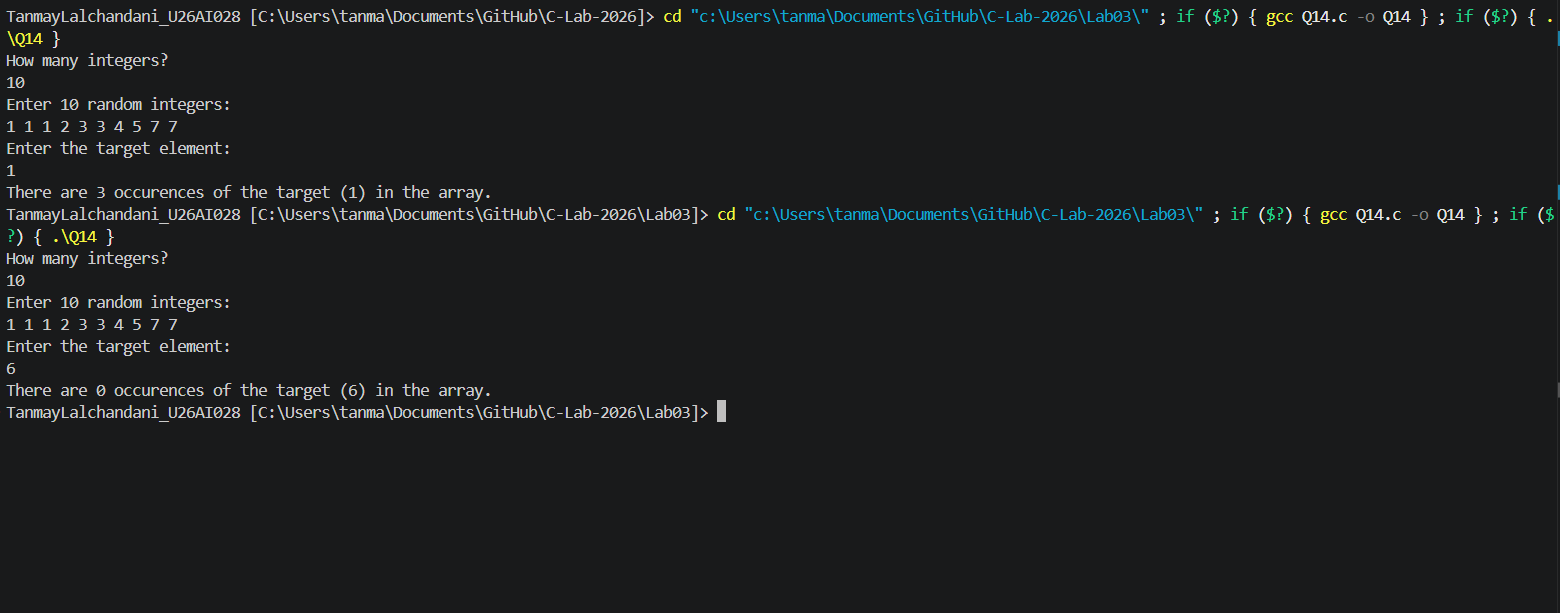 TanmayLalchandani_U26AI028 [C:\Users\tanma\Documents\GitHub\C-Lab-2026]> cd "c:\Users\tanma\Documents\GitHub\C-Lab-2026\Lab03\" ; if ($?) { gcc Q14.c -o Q14 } ; if ($?) { .
\Q14 }
How many integers?
10
Enter 10 random integers:
1 1 1 2 3 3 4 5 7 7
Enter the target element:
1
There are 3 occurences of the target (1) in the array.
TanmayLalchandani_U26AI028 [C:\Users\tanma\Documents\GitHub\C-Lab-2026\Lab03]> cd "c:\Users\tanma\Documents\GitHub\C-Lab-2026\Lab03\" ; if ($?) { gcc Q14.c -o Q14 } ; if ($
?) { .\Q14 }
How many integers?
10
Enter 10 random integers:
1 1 1 2 3 3 4 5 7 7
Enter the target element:
6
There are 0 occurences of the target (6) in the array.
TanmayLalchandani_U26AI028 [C:\Users\tanma\Documents\GitHub\C-Lab-2026\Lab03]>